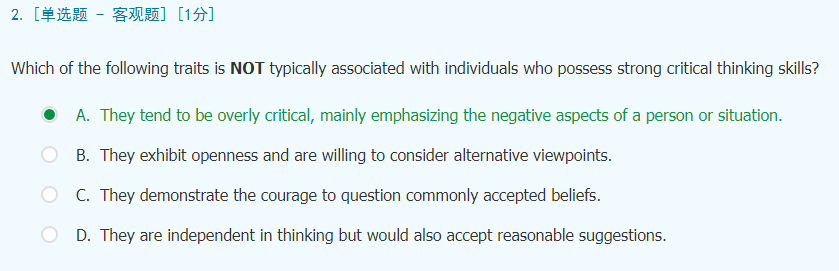 2. [单选题 - 客观题] [1分]
Which of the following traits is NOT typically associated with individuals who possess strong critical thinking skills?
A. They tend to be overly critical, mainly emphasizing the negative aspects of a person or situation.
B. They exhibit openness and are willing to consider alternative viewpoints.
C. They demonstrate the courage to question commonly accepted beliefs.
D. They are independent in thinking but would also accept reasonable suggestions.